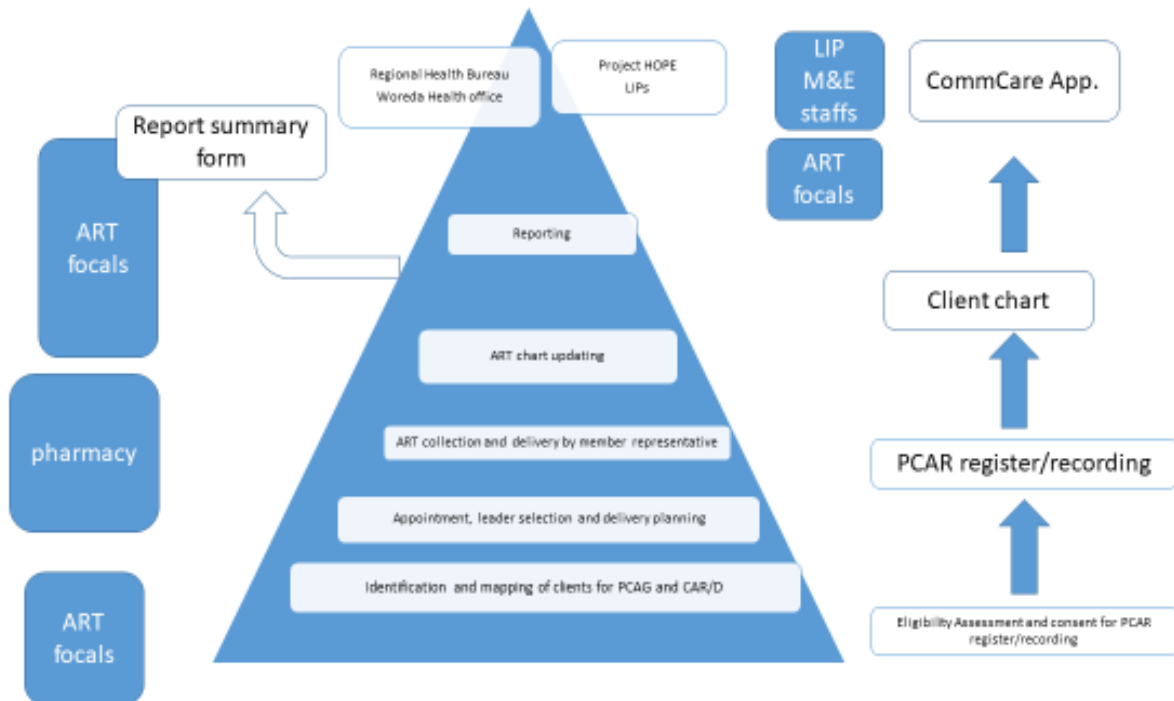 Regional Health Bureau
Woreda Health office
Project HOPE
LIPs
LIP
M&E
staffs
CommCare App.
Report summary
form
ART
focals
ART
focals
Reporting
Client chart
ART chart updating
pharmacy
ART collection and delivery by member representative
PCAR register/recording
Appointment, leader selection and delivery planning
Identification and mapping of clients for PCAG and CAR/D
ART
focals
Eligibility Assessment and consent for PCAR
register/recording